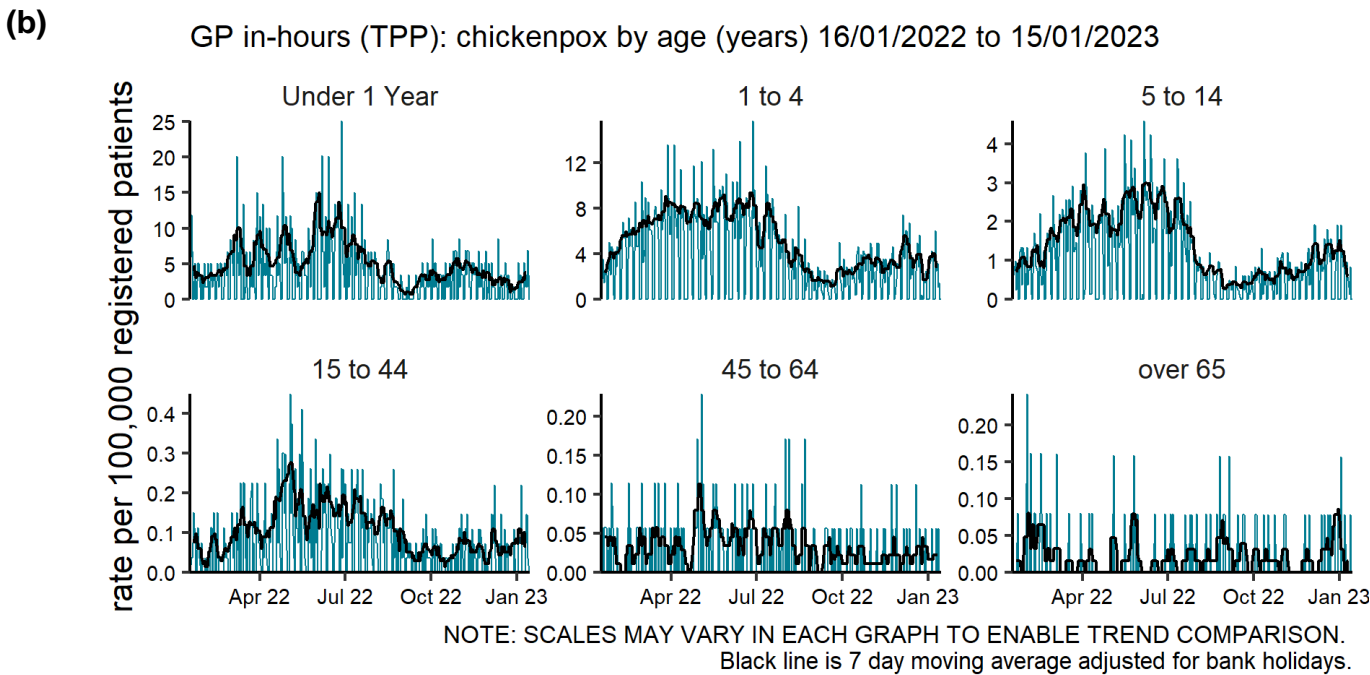 (b)
GP in-hours (TPP): chickenpox by age (years) 16/01/2022 to 15/01/2023
rate per 100,000 registered patients
Under 1 Year
25
20
15
10
5
0
1 to 4
12
8
4
0
5 to 14
4
3
2
1
0
15 to 44
0.4
0.3
0.2
0.1
0.0
Apr 22 Jul 22 Oct 22 Jan 23
45 to 64
0.20
0.15
0.10
0.05
0.00
Apr 22 Jul 22 Oct 22 Jan 23
over 65
0.20
0.15
0.10
0.05
0.00
Apr 22 Jul 22 Oct 22 Jan 23
NOTE: SCALES MAY VARY IN EACH GRAPH TO ENABLE TREND COMPARISON.
Black line is 7 day moving average adjusted for bank holidays.